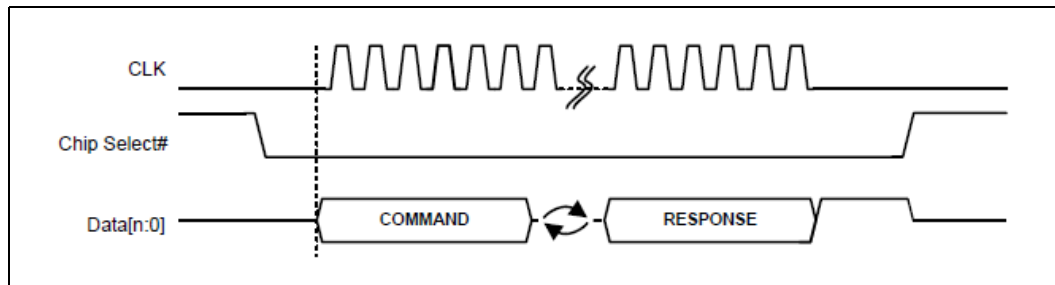 CLK
Chip Select#
Data[n:0]
COMMAND
RESPONSE